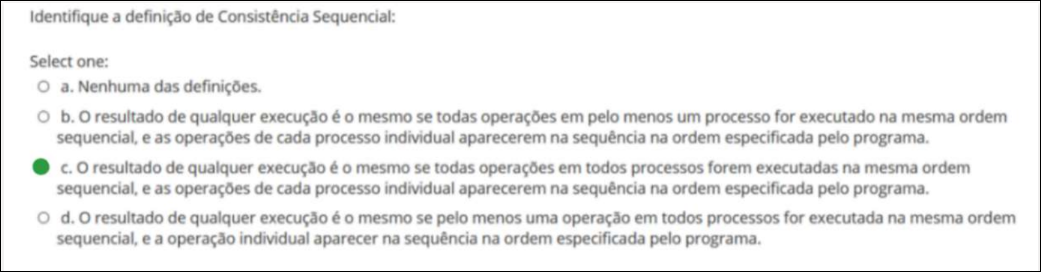 Identifique a definição de Consistência Sequencial:
Select one:
a. Nenhuma das definições.
b. O resultado de qualquer execução é o mesmo se todas operações em pelo menos um processo for executado na mesma ordem
sequencial, e as operações de cada processo individual aparecerem na sequência na ordem especificada pelo programa.
c. O resultado de qualquer execução é o mesmo se todas operações em todos processos forem executadas na mesma ordem
sequencial, e as operações de cada processo individual aparecerem na sequência na ordem especificada pelo programa.
d. O resultado de qualquer execução é o mesmo se pelo menos uma operação em todos processos for executada na mesma ordem
sequencial, e a operação individual aparecer na sequência na ordem especificada pelo programa.